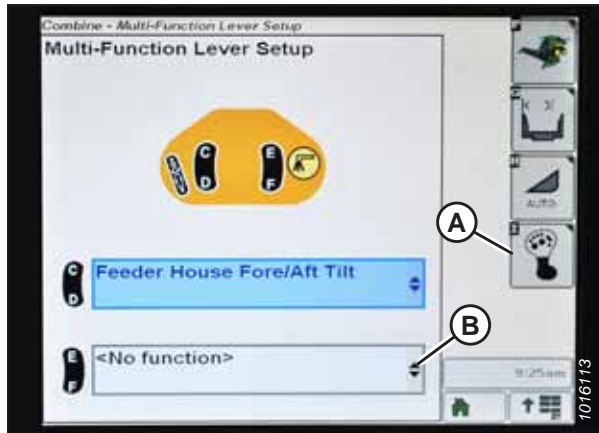 Combine - Multi-Function Lever Setup
Multi-Function Lever Setup
C
D
E
F
A
AUTO
C
D
Feeder House Fore/Aft Tilt
B
E
F
<No function>
9:25am
1016113